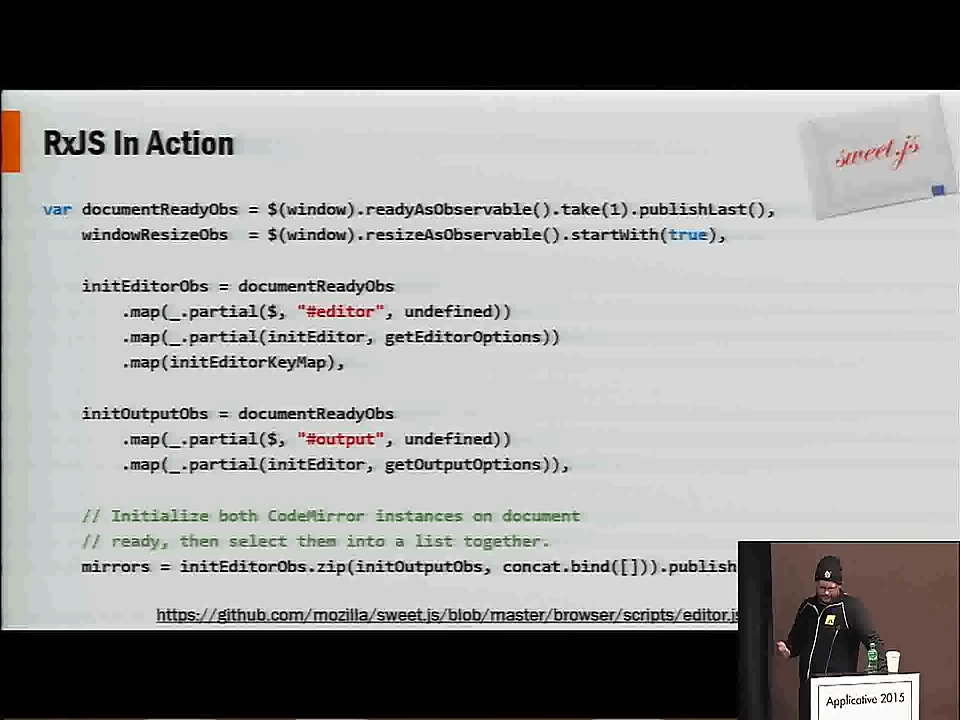 RxJS In Action
sweet.js
var documentReadyObs = $(window).readyAsObservable().take(1).publishLast(),
windowResizeObs = $(window).resizeAsObservable().startWith(true),
initEditorObs = documentReadyObs
.map(_.partial($, "#editor", undefined))
.map(_.partial(initEditor, getEditorOptions))
.map(initEditorKeyMap),
initOutputObs = documentReadyObs
.map(_.partial($, "#output", undefined))
.map(_.partial(initEditor, getOutputOptions)),
// Initialize both CodeMirror instances on document
// ready, then select them into a list together.
mirrors = initEditorObs.zip(initOutputObs, concat.bind([])).publish
https://github.com/mozilla/sweet.js/blob/master/browser/scripts/editor.js
Applicative 2015